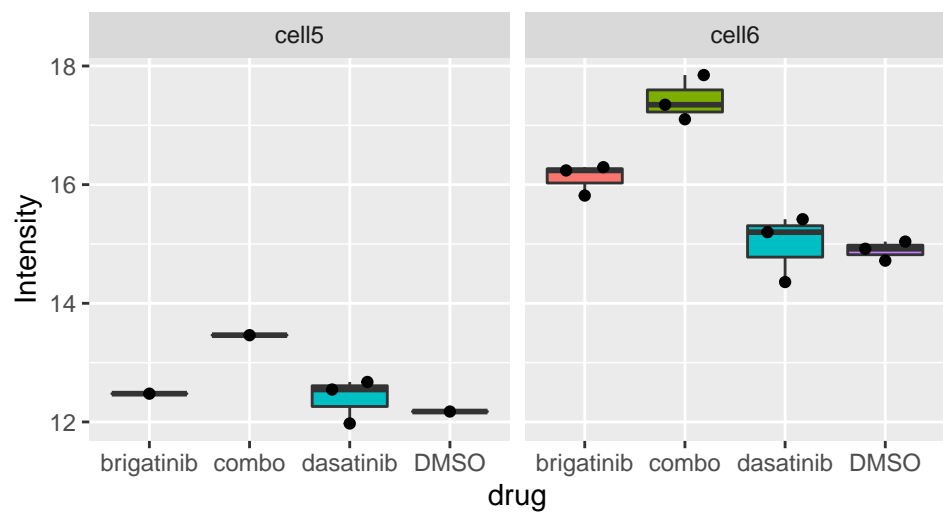 cell5 cell6
18
16
14
12
Intensity
brigatinib combo dasatinib DMSO brigatinib combo dasatinib DMSO
drug